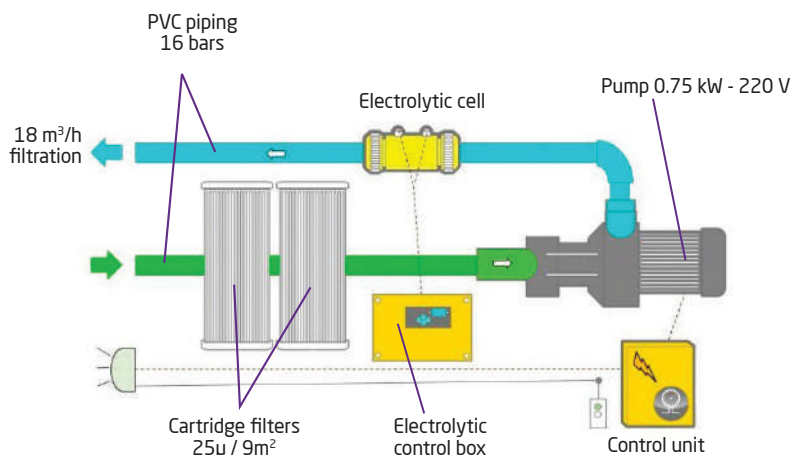 PVC piping
16 bars
Electrolytic cell
Pump 0.75 kW - 220 V
18 m³/h
filtration
Cartridge filters
25µ / 9m²
Electrolytic
control box
Control unit